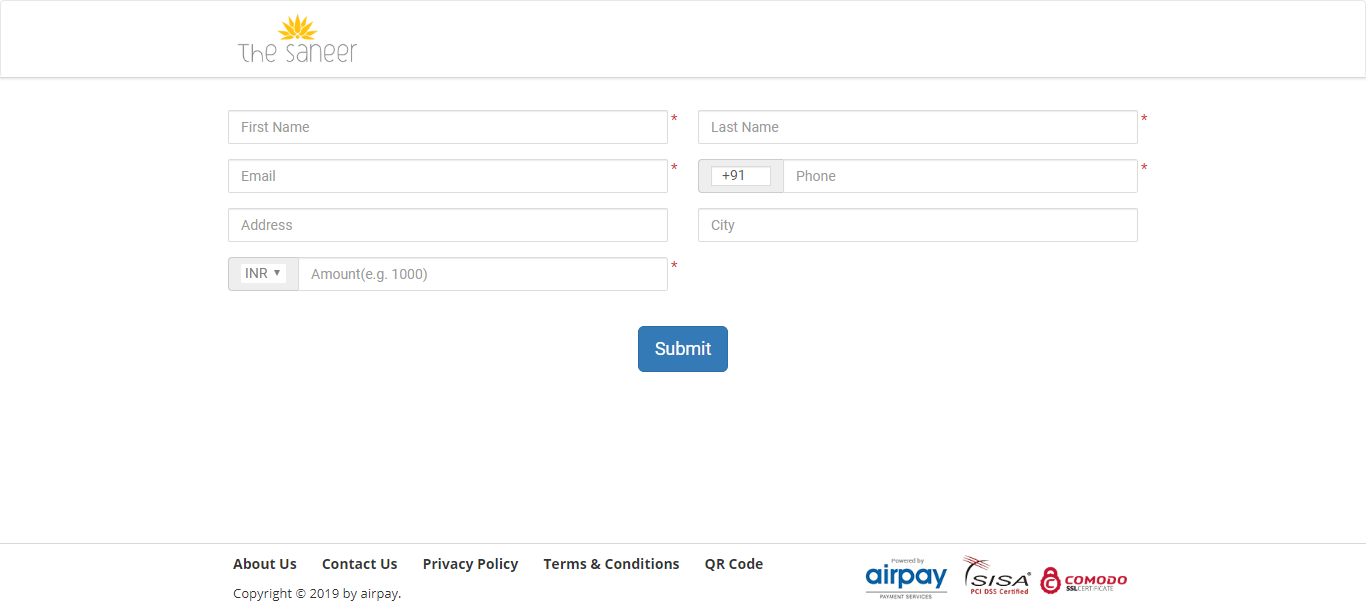 The Saneer
First Name * Last Name *
Email * +91 Phone *
Address City
INR ▼ Amount(e.g. 1000) *
Submit
About Us Contact Us Privacy Policy Terms & Conditions QR Code
Copyright © 2019 by airpay.
Powered by
airpay
PAYMENT SERVICES
SISA
PCI DSS Certified
COMODO
SSL CERTIFICATE